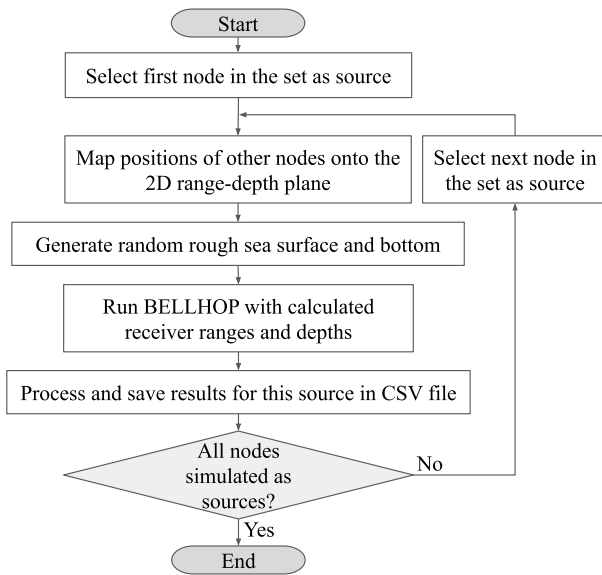 Start
Select first node in the set as source
Map positions of other nodes onto the
2D range-depth plane
Select next node in
the set as source
Generate random rough sea surface and bottom
Run BELLHOP with calculated
receiver ranges and depths
Process and save results for this source in CSV file
All nodes
simulated as
sources?
No
Yes
End